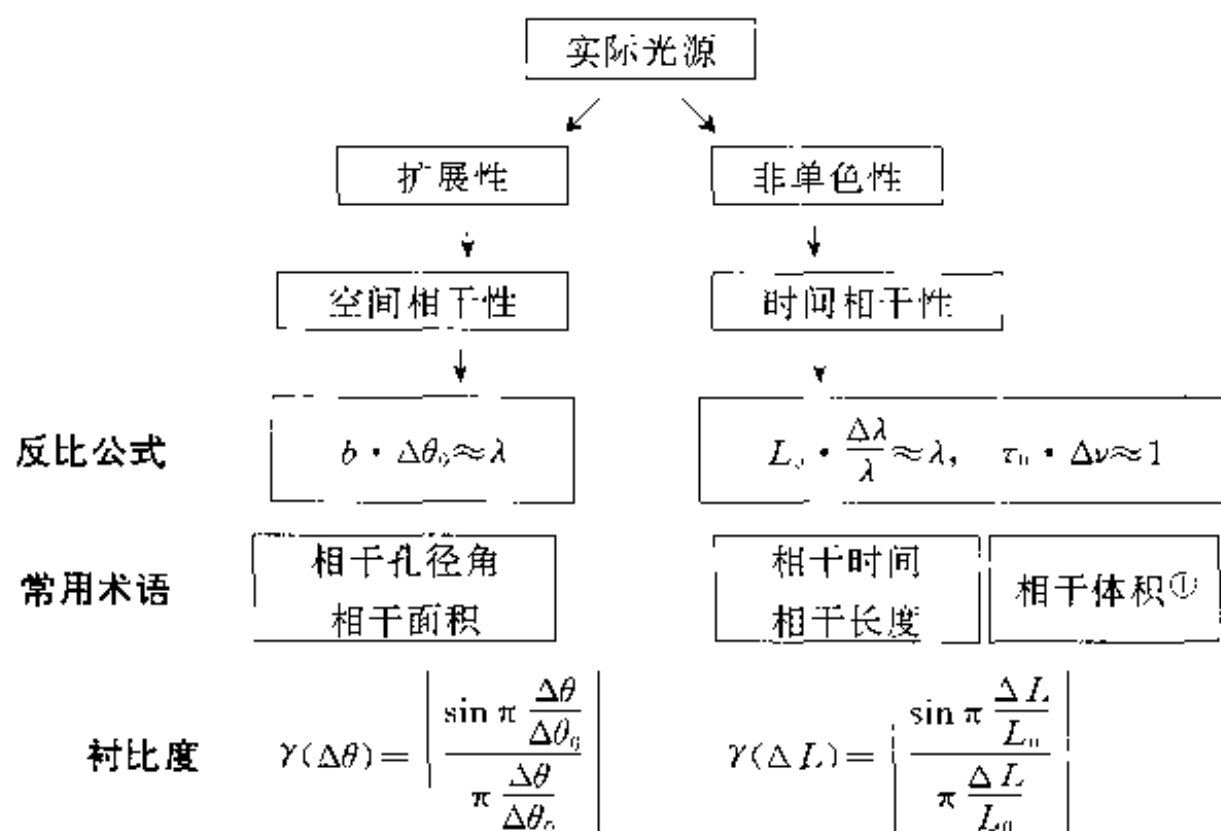 实际光源
扩展性 非单色性
空间相干性 时间相干性
反比公式 b · Δθ₀≈λ L₀ · Δλ/λ≈λ, τ₀ · Δν≈1
常用术语 相干孔径角 相干时间 相干体积①
相干面积 相干长度
衬比度 γ(Δθ)=|sin π Δθ/Δθ₀ / π Δθ/Δθ₀| γ(ΔL)=|sin π ΔL/L₀ / π ΔL/L₀|